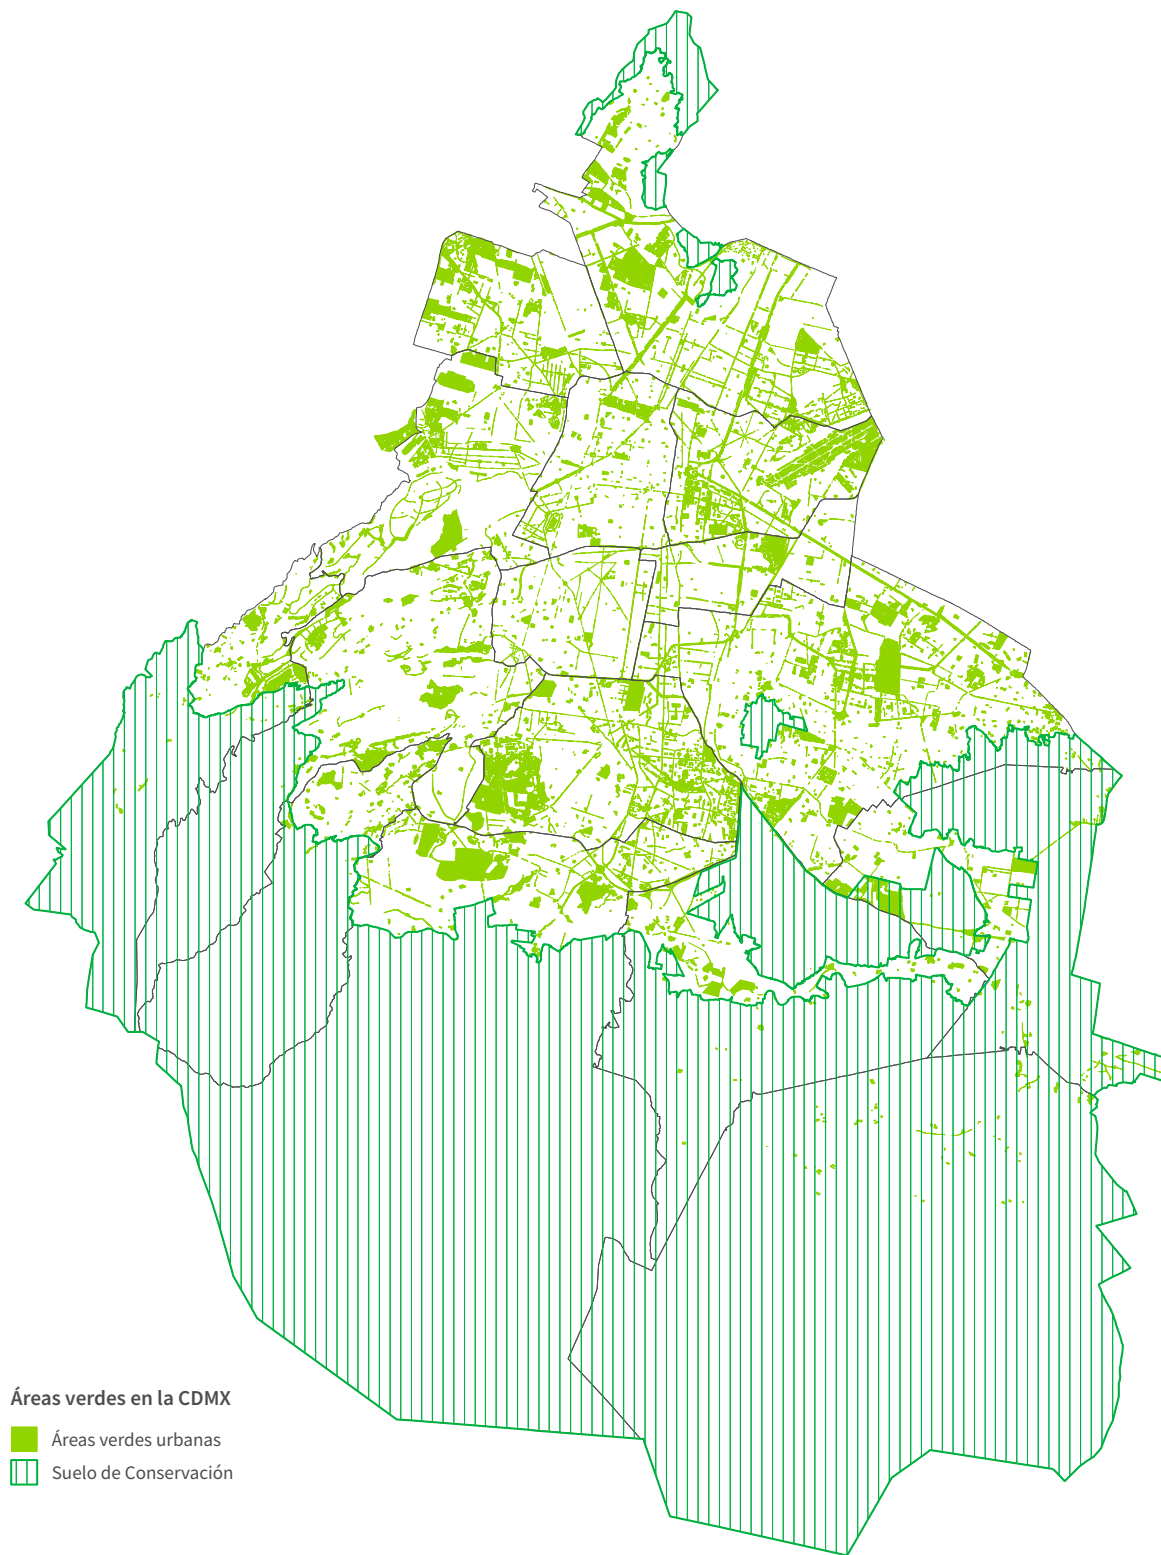 Áreas verdes en la CDMX
Áreas verdes urbanas
Suelo de Conservación